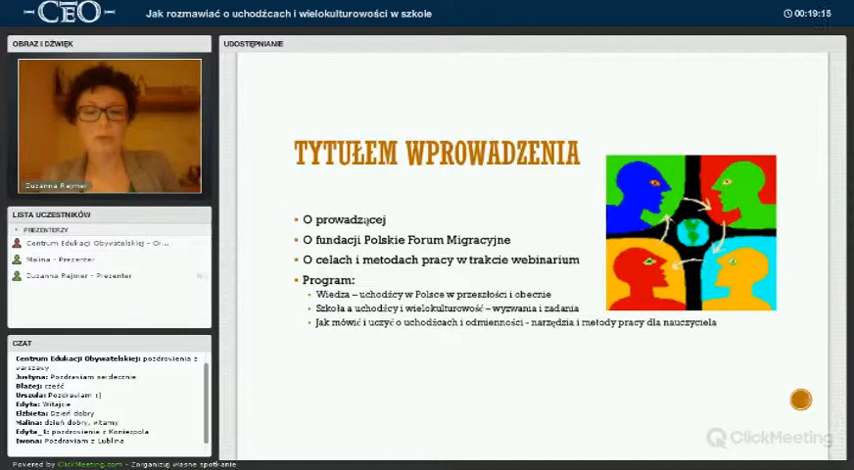 CEO
Jak rozmawiać o uchodźcach i wielokulturowości w szkole
00:19:15
OBRAZ I DŹWIĘK
Zuzanna Rejmer
LISTA UCZESTNIKÓW
PREZENTERZY
Centrum Edukacji Obywatelskiej - Or...
Malina - Prezenter
Zuzanna Rejmer - Prezenter
CZAT
Centrum Edukacji Obywatelskiej: pozdrowienia z
warszawy
Justyna: Pozdrawiam serdecznie
Błażej: cześć
Urszula: Pozdrawiam :)
Edyta: Witajcie
Elżbieta: Dzień dobry
Malina: dzień dobry, witamy
Edyta_I: pozdrowienia z Koniecpola
Iwona: Pozdrawiam z Lublina
UDOSTĘPNIANIE
TYTUŁEM WPROWADZENIA
• O prowadzącej
• O fundacji Polskie Forum Migracyjne
• O celach i metodach pracy w trakcie webinarium
• Program:
• Wiedza – uchodźcy w Polsce w przeszłości i obecnie
• Szkoła a uchodźcy i wielokulturowość – wyzwania i zadania
• Jak mówić i uczyć o uchodźcach i odmienności - narzędzia i metody pracy dla nauczyciela
ClickMeeting
Powered by ClickMeeting.com - Zorganizuj własne spotkanie